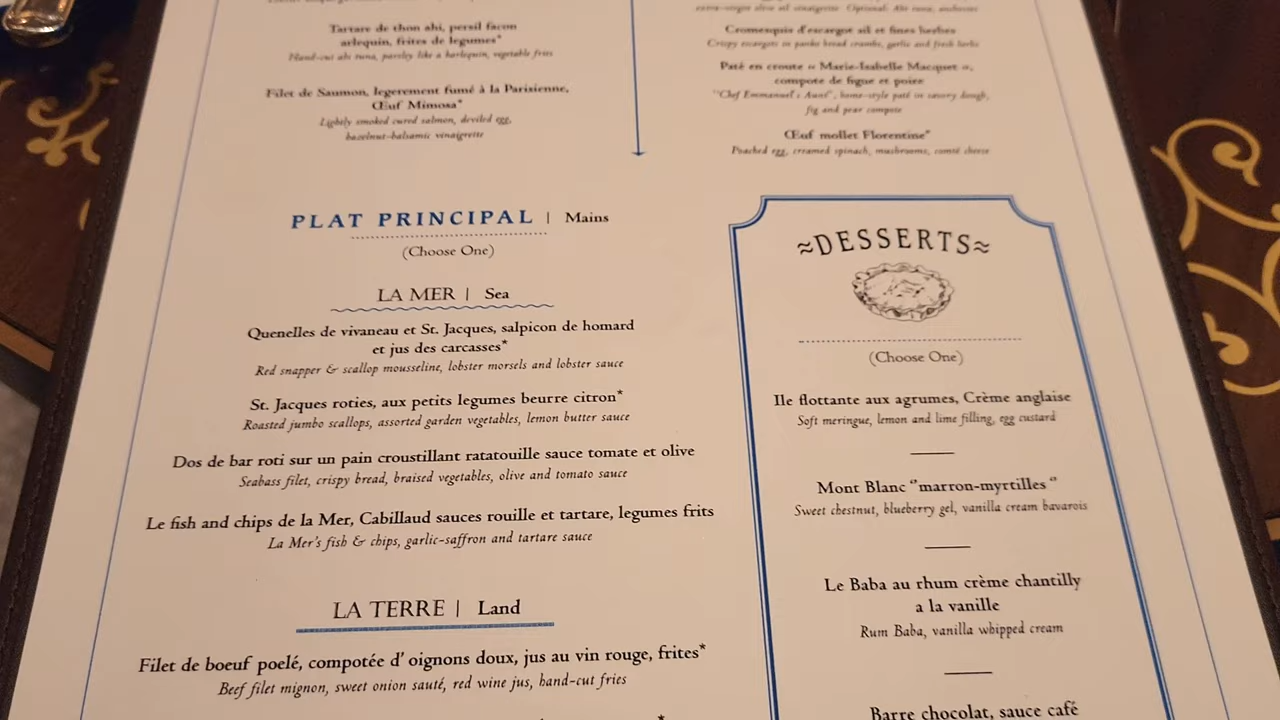 Tartare de thon ahi, persil facon
arlequin, frites de legumes*
Hand-cut ahi tuna, parsley like a harlequin, vegetable fries
Filet de Saumon, legerement fumé à la Parisienne,
Œuf Mimosa*
Lightly smoked cured salmon, deviled egg,
hazelnut-balsamic vinaigrette
Cromesquis d'escargot ail et fines herbes
Crispy escargots in panko bread crumbs, garlic and fresh herbs
Paté en croute « Marie-Isabelle Macquet »,
compote de figue et poire
"Chef Emmanuel's Aunt", home-style paté in savory dough,
fig and pear compote
Œuf mollet Florentine*
Poached egg, creamed spinach, mushrooms, comté cheese
PLAT PRINCIPAL | Mains
(Choose One)
LA MER | Sea
Quenelles de vivaneau et St. Jacques, salpicon de homard
et jus des carcasses*
Red snapper & scallop mousseline, lobster morsels and lobster sauce
St. Jacques roties, aux petits legumes beurre citron*
Roasted jumbo scallops, assorted garden vegetables, lemon butter sauce
Dos de bar roti sur un pain croustillant ratatouille sauce tomate et olive
Seabass filet, crispy bread, braised vegetables, olive and tomato sauce
Le fish and chips de la Mer, Cabillaud sauces rouille et tartare, legumes frits
La Mer's fish & chips, garlic-saffron and tartare sauce
LA TERRE | Land
Filet de boeuf poelé, compotée d' oignons doux, jus au vin rouge, frites*
Beef filet mignon, sweet onion sauté, red wine jus, hand-cut fries
≈DESSERTS≈
(Choose One)
Ile flottante aux agrumes, Crème anglaise
Soft meringue, lemon and lime filling, egg custard
Mont Blanc "marron-myrtilles "
Sweet chestnut, blueberry gel, vanilla cream bavarois
Le Baba au rhum crème chantilly
a la vanille
Rum Baba, vanilla whipped cream
Barre chocolat, sauce café